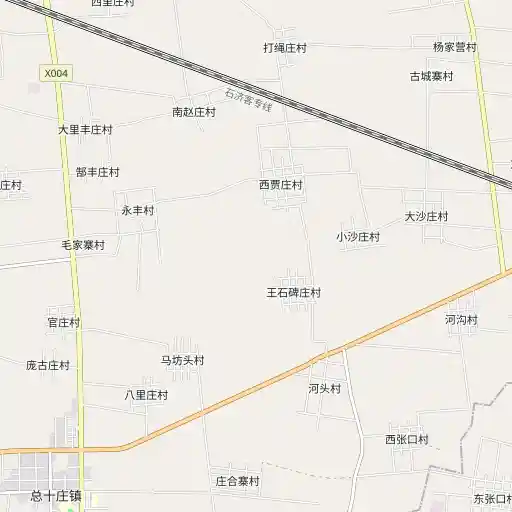 西里庄村
打绳庄村
杨家营村
X004
古城寨村
石济客专线
南赵庄村
大里丰庄村
郜丰庄村
庄村
西贾庄村
永丰村
大沙庄村
小沙庄村
毛家寨村
王石碑庄村
官庄村
河沟村
马坊头村
庞古庄村
八里庄村
河头村
西张口村
庄合寨村
总十庄镇
东张口村